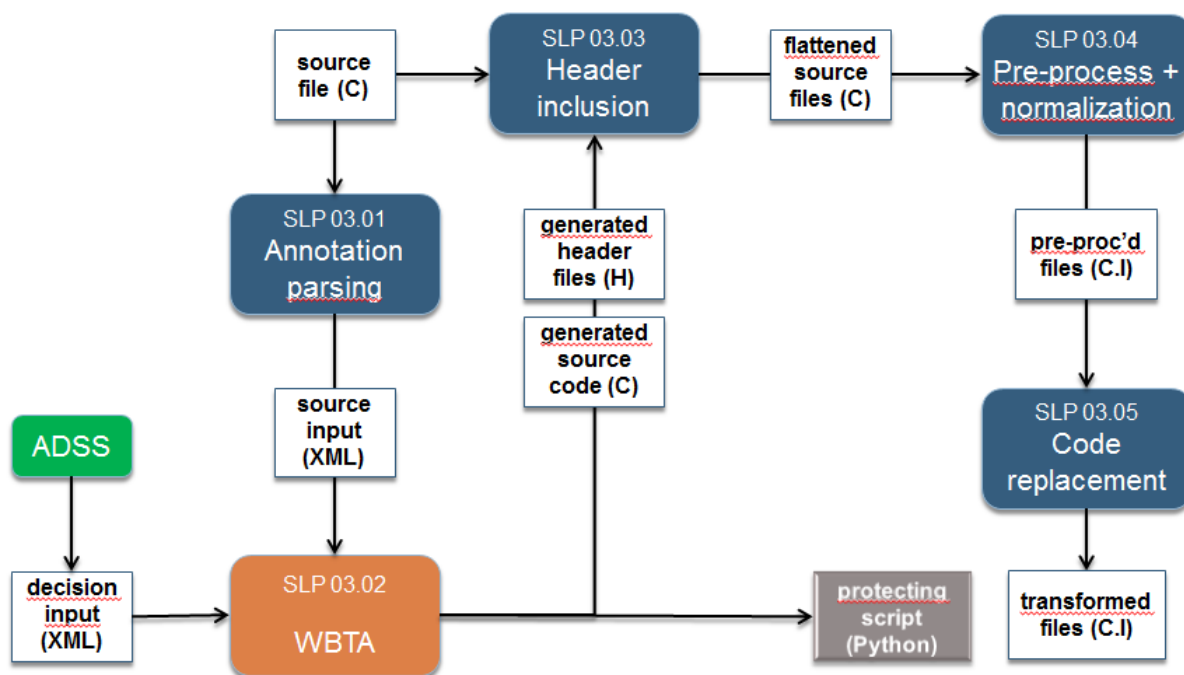 source
file (C)
SLP 03.03
Header
inclusion
flattened
source
files (C)
SLP 03.04
Pre-process +
normalization
SLP 03.01
Annotation
parsing
generated
header
files (H)
pre-proc’d
files (C.I)
generated
source
code (C)
source
input
(XML)
SLP 03.05
Code
replacement
ADSS
decision
input
(XML)
SLP 03.02
WBTA
protecting
script
(Python)
transformed
files (C.I)